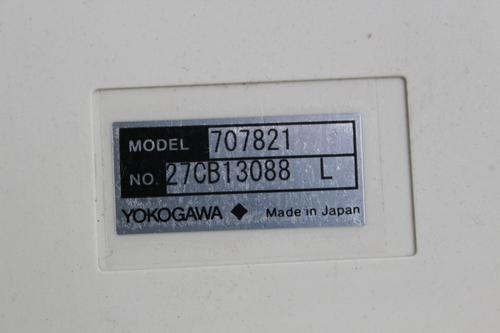 MODEL 707821
NO. 27CB13088 L
YOKOGAWA ◆ Made in Japan